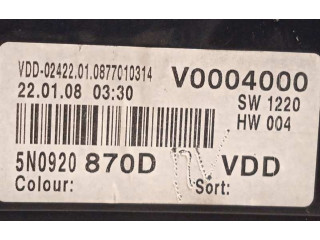 VDD-02422.01.0877010314 V0004000
22.01.08 03:30 SW 1220
HW 004
5N0920 870D VDD
Colour: Sort: